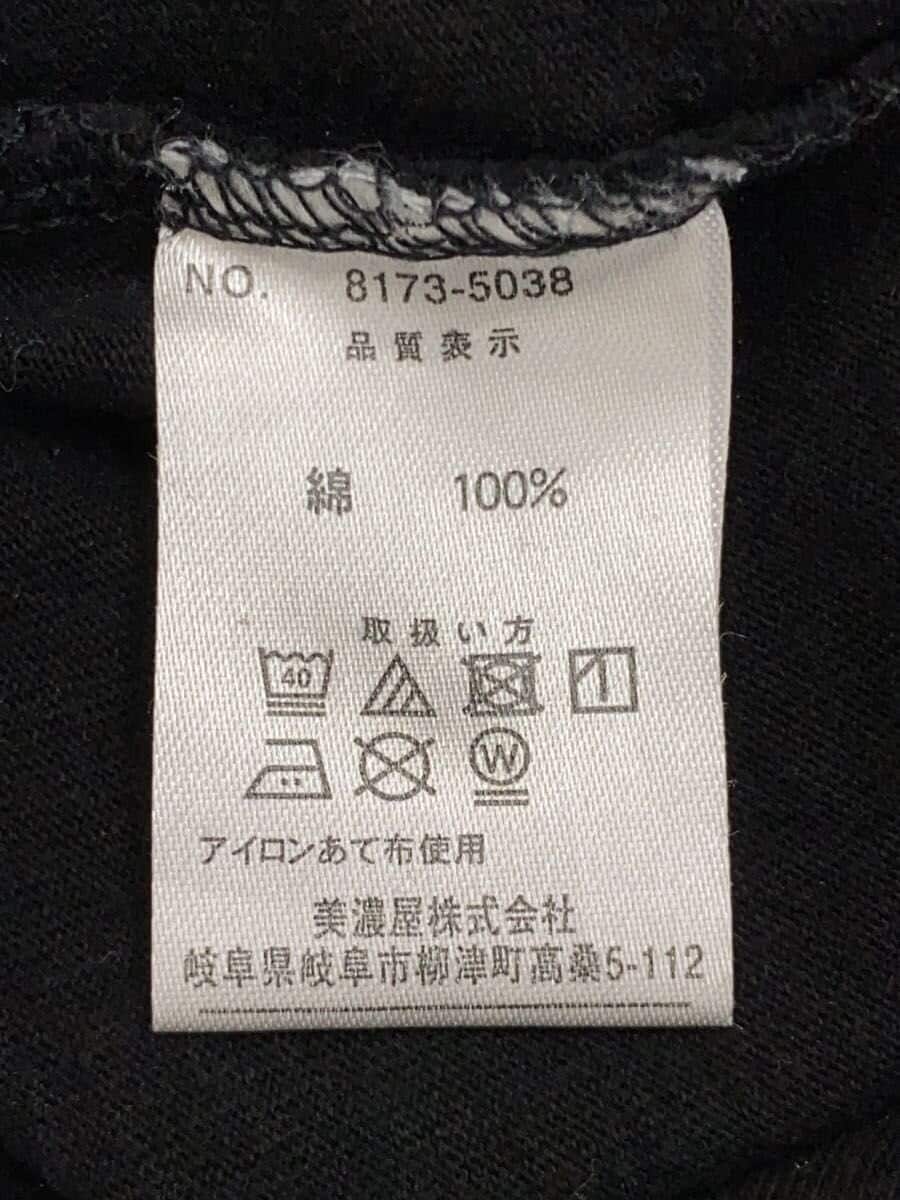 NO. 8173-5038
品質表示
綿 100%
取扱い方
40
W
アイロンあて布使用
美濃屋株式会社
岐阜県岐阜市柳津町高桑5-112